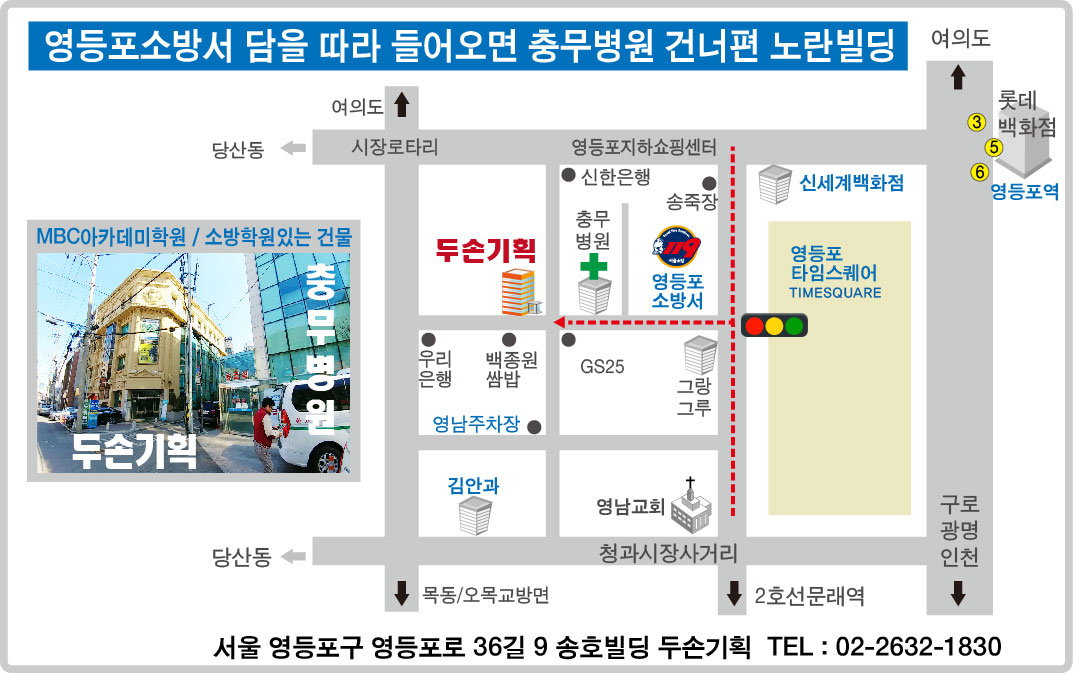 영등포소방서 담을 따라 들어오면 충무병원 건너편 노란빌딩
여의도
여의도
롯데
백화점
3
5
6
영등포역
당산동
시장로타리
영등포지하쇼핑센터
신한은행
송죽장
신세계백화점
충무
병원
119
서울소방
영등포
소방서
두손기획
영등포
타임스퀘어
TIMESQUARE
MBC아카데미학원 / 소방학원있는 건물
충무병원
두손기획
우리
은행
백종원
쌈밥
GS25
그랑
그루
영남주차장
김안과
영남교회
구로
광명
인천
당산동
청과시장사거리
목동/오목교방면
2호선문래역
서울 영등포구 영등포로 36길 9 송호빌딩 두손기획 TEL : 02-2632-1830